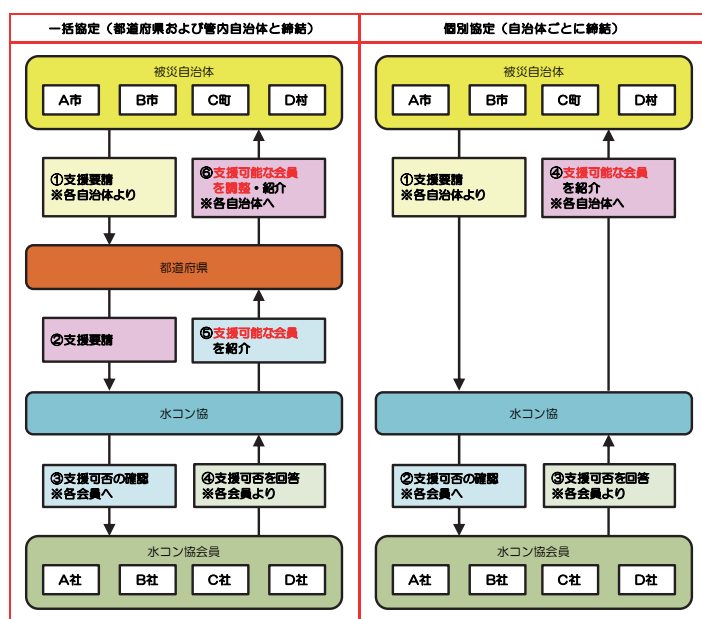 一括協定（都道府県および管内自治体と締結）
被災自治体
A市 B市 C町 D村
①支援要請
※各自治体より
⑥支援可能な会員
を調整・紹介
※各自治体へ
都道府県
②支援要請
⑤支援可能な会員
を紹介
水コン協
③支援可否の確認
※各会員へ
④支援可否を回答
※各会員より
水コン協会員
A社 B社 C社 D社
個別協定（自治体ごとに締結）
被災自治体
A市 B市 C町 D村
①支援要請
※各自治体より
④支援可能な会員
を紹介
※各自治体へ
水コン協
②支援可否の確認
※各会員へ
③支援可否を回答
※各会員より
水コン協会員
A社 B社 C社 D社